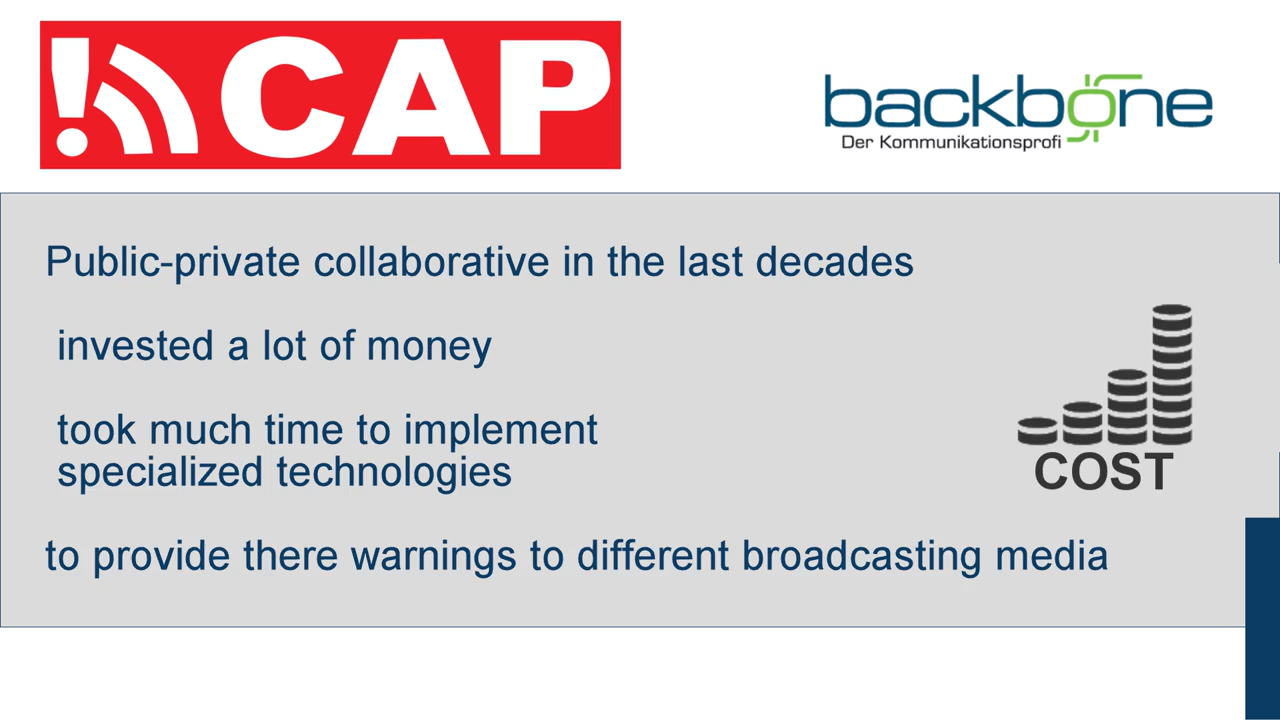 !CAP
backbone
Der Kommunikationsprofi
Public-private collaborative in the last decades
invested a lot of money
took much time to implement
specialized technologies
COST
to provide there warnings to different broadcasting media